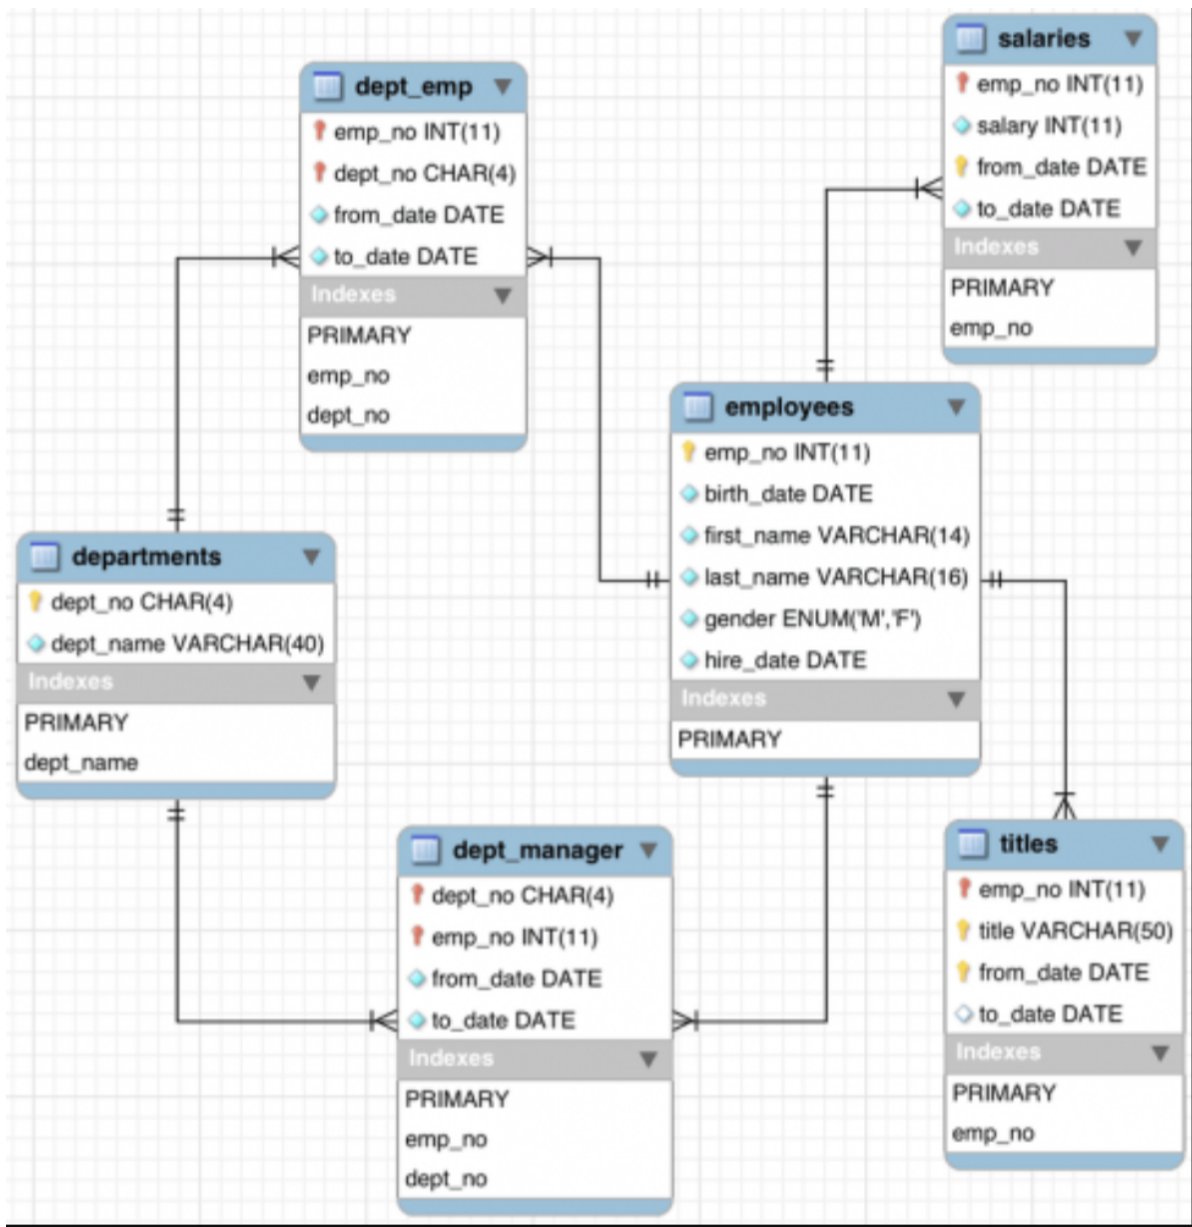 dept_emp
emp_no INT(11)
dept_no CHAR(4)
from_date DATE
to_date DATE
Indexes
PRIMARY
emp_no
dept_no
salaries
emp_no INT(11)
salary INT(11)
from_date DATE
to_date DATE
Indexes
PRIMARY
emp_no
employees
emp_no INT(11)
birth_date DATE
first_name VARCHAR(14)
last_name VARCHAR(16)
gender ENUM('M','F')
hire_date DATE
Indexes
PRIMARY
departments
dept_no CHAR(4)
dept_name VARCHAR(40)
Indexes
PRIMARY
dept_name
dept_manager
dept_no CHAR(4)
emp_no INT(11)
from_date DATE
to_date DATE
Indexes
PRIMARY
emp_no
dept_no
titles
emp_no INT(11)
title VARCHAR(50)
from_date DATE
to_date DATE
Indexes
PRIMARY
emp_no